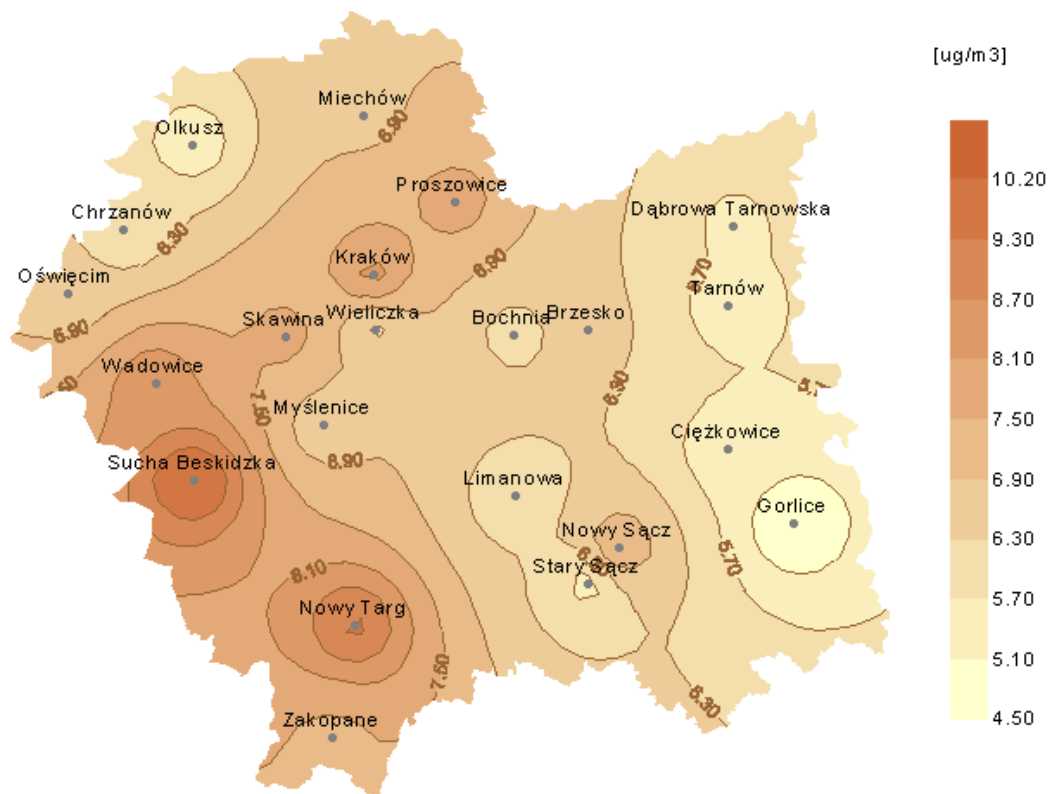 [ug/m3]
Miechów
6.90
Olkusz
10.20
Proszowice
Chrzanów
Dąbrowa Tarnowska
6.30
9.30
Kraków
6.90
Oświęcim
Tarnów
8.70
Skawina
Wieliczka
Bochnia
Brzesko
6.90
8.10
Wadowice
6.30
7.50
Myślenice
7.50
Ciężkowice
Sucha Beskidzka
6.90
Limanowa
6.90
Gorlice
Nowy Sącz
6.30
Stary Sącz
5.70
8.10
5.70
Nowy Targ
5.10
7.50
6.30
Zakopane
4.50